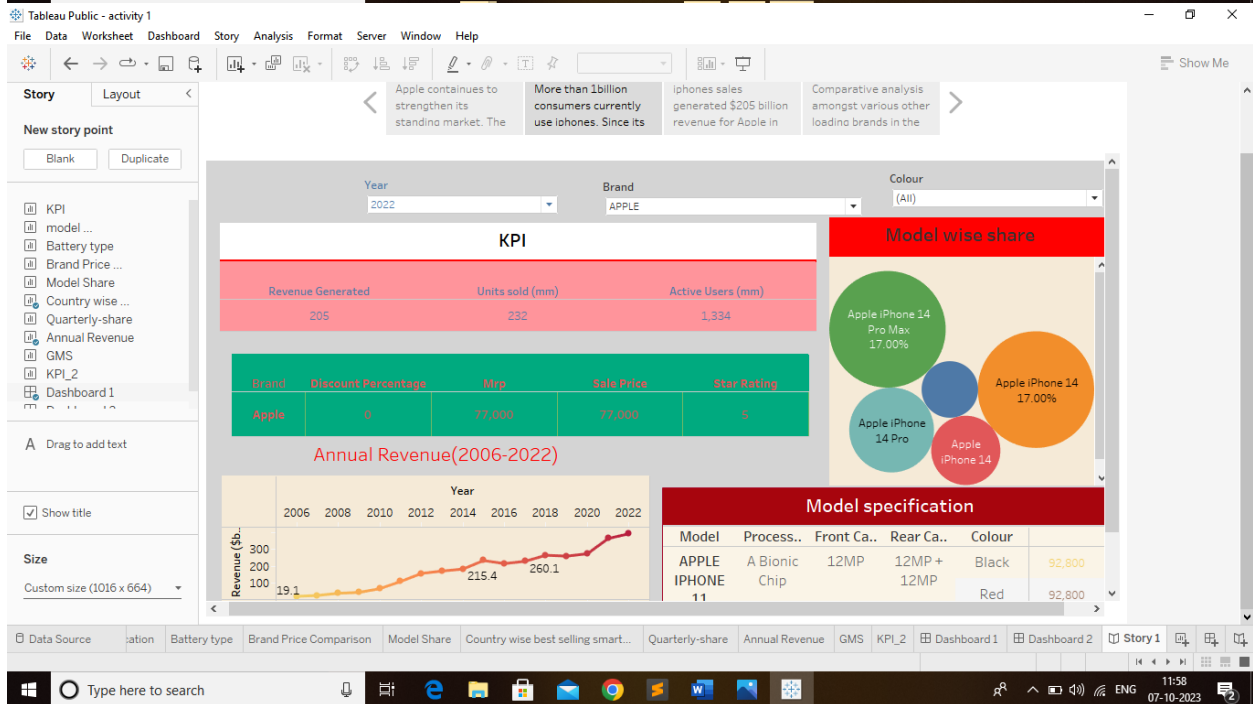 Tableau Public - activity 1
File Data Worksheet Dashboard Story Analysis Format Server Window Help
Show Me
Story Layout
New story point
Blank Duplicate
KPI
model ...
Battery type
Brand Price ...
Model Share
Country wise ...
Quarterly-share
Annual Revenue
GMS
KPI_2
Dashboard 1
A Drag to add text
Show title
Size
Custom size (1016 x 664)
Apple containues to
strengthen its
standing market. The
More than 1billion
consumers currently
use iphones. Since its
iphones sales
generated $205 billion
revenue for Apple in
Comparative analysis
amongst various other
loading brands in the
Year
2022
Brand
APPLE
Colour
(All)
KPI
Revenue Generated Units sold (mm) Active Users (mm)
205 232 1,334
Brand Discount Percentage Mrp Sale Price Star Rating
Apple 0 77,000 77,000 5
Model wise share
Apple iPhone 14
Pro Max
17.00%
Apple iPhone 14
17.00%
Apple iPhone
14 Pro
Apple
iPhone 14
Annual Revenue(2006-2022)
Year
2006 2008 2010 2012 2014 2016 2018 2020 2022
Revenue ($b..
300
200
100
19.1
215.4
260.1
Model specification
Model Process.. Front Ca.. Rear Ca.. Colour
APPLE IPHONE 11 A Bionic Chip 12MP 12MP + 12MP Black 92,800
Red 92,800
Data Source ation Battery type Brand Price Comparison Model Share Country wise best selling smart... Quarterly-share Annual Revenue GMS KPI_2 Dashboard 1 Dashboard 2 Story 1
Type here to search
ENG
11:58
07-10-2023
2